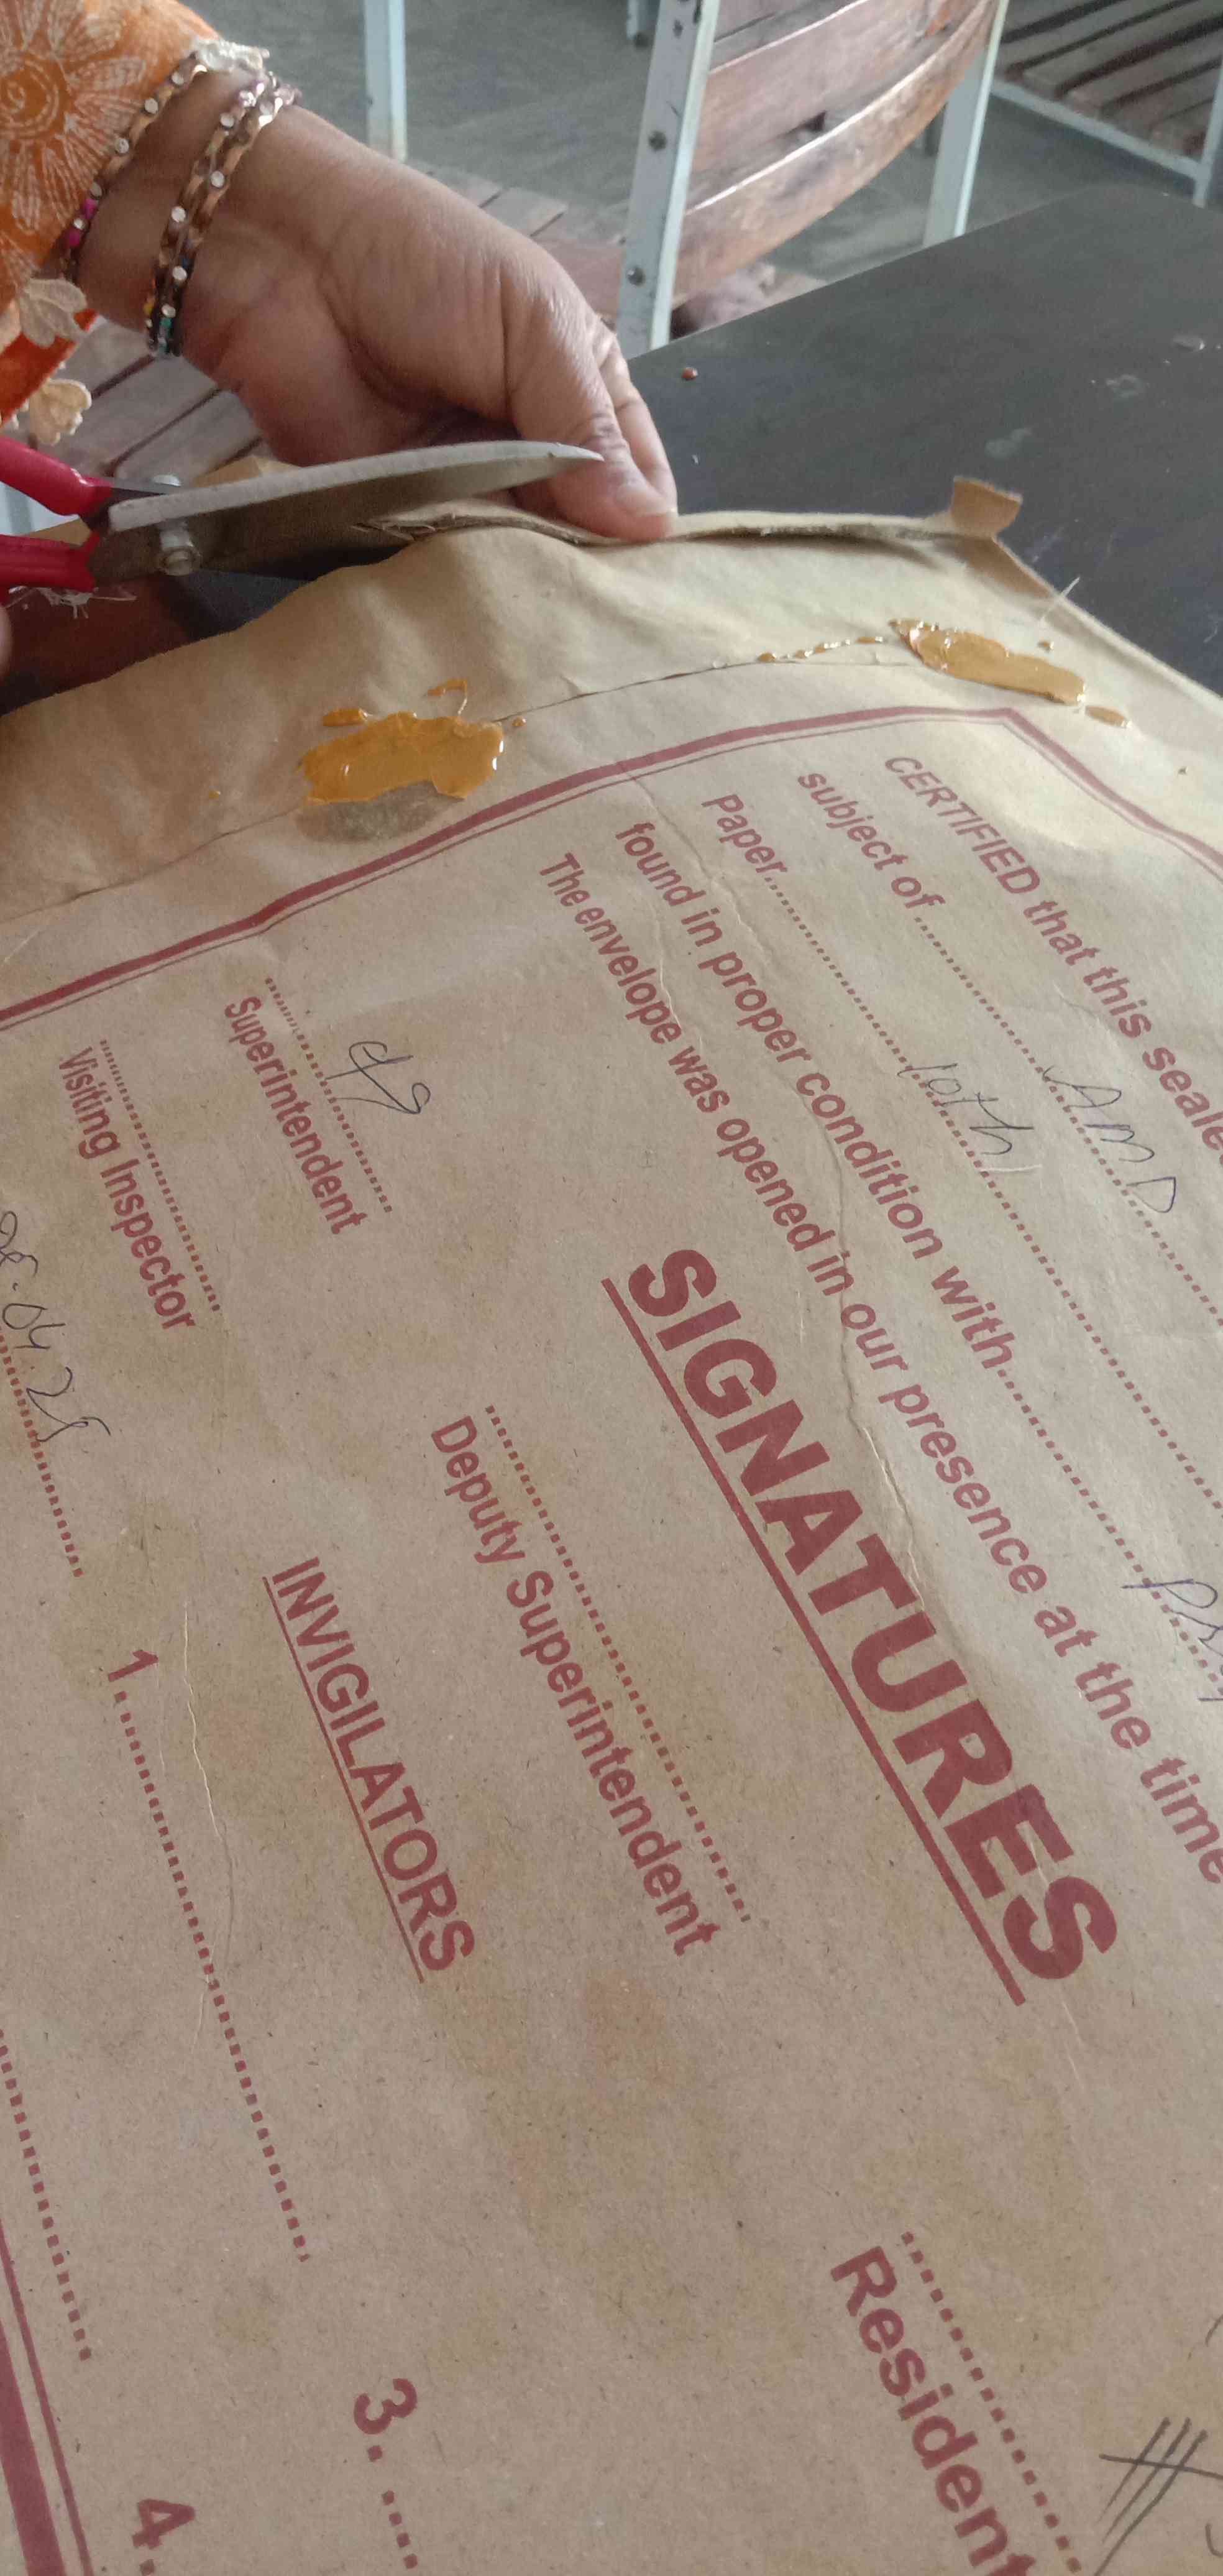 CERTIFIED that this seale
subject of AMD
Paper 10th
found in proper condition with
The envelope was opened in our presence at the time
SIGNATURES
Superintendent
Deputy Superintendent
Resident
Visiting Inspector
INVIGILATORS
1.
3.
4.